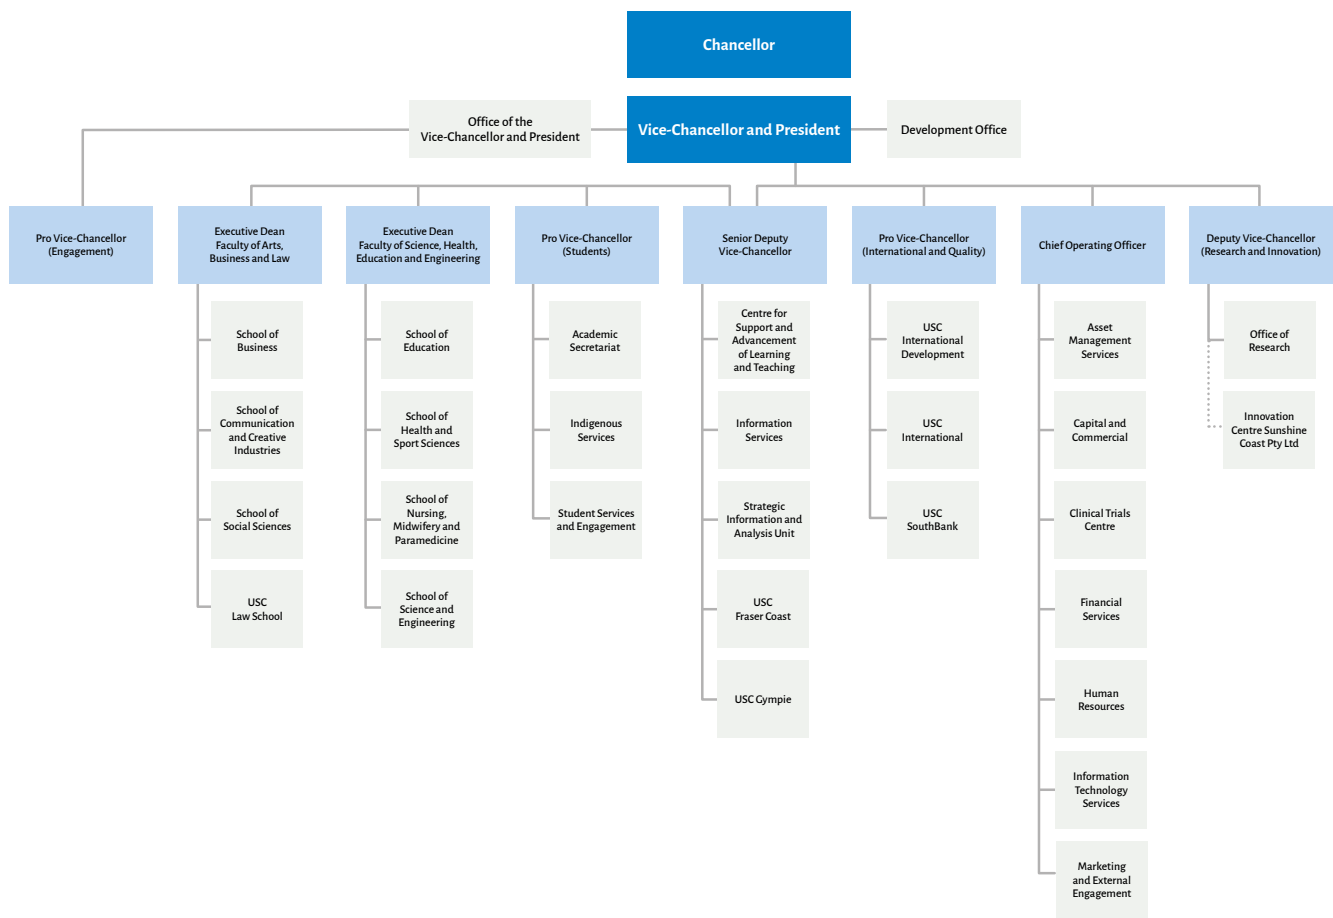 Chancellor
Office of the
Vice-Chancellor and President
Vice-Chancellor and President
Development Office
Pro Vice-Chancellor
(Engagement)
Executive Dean
Faculty of Arts,
Business and Law
Executive Dean
Faculty of Science, Health,
Education and Engineering
Pro Vice-Chancellor
(Students)
Senior Deputy
Vice-Chancellor
Pro Vice-Chancellor
(International and Quality)
Chief Operating Officer
Deputy Vice-Chancellor
(Research and Innovation)
School of
Business
School of
Communication
and Creative
Industries
School of
Social Sciences
USC
Law School
School of
Education
School of
Health and
Sport Sciences
School of
Nursing,
Midwifery and
Paramedicine
School of
Science and
Engineering
Academic
Secretariat
Indigenous
Services
Student Services
and Engagement
Centre for
Support and
Advancement
of Learning
and Teaching
Information
Services
Strategic
Information and
Analysis Unit
USC
Fraser Coast
USC Gympie
USC
International
Development
USC
International
USC
SouthBank
Asset
Management
Services
Capital and
Commercial
Clinical Trials
Centre
Financial
Services
Human
Resources
Information
Technology
Services
Marketing
and External
Engagement
Office of
Research
Innovation
Centre Sunshine
Coast Pty Ltd